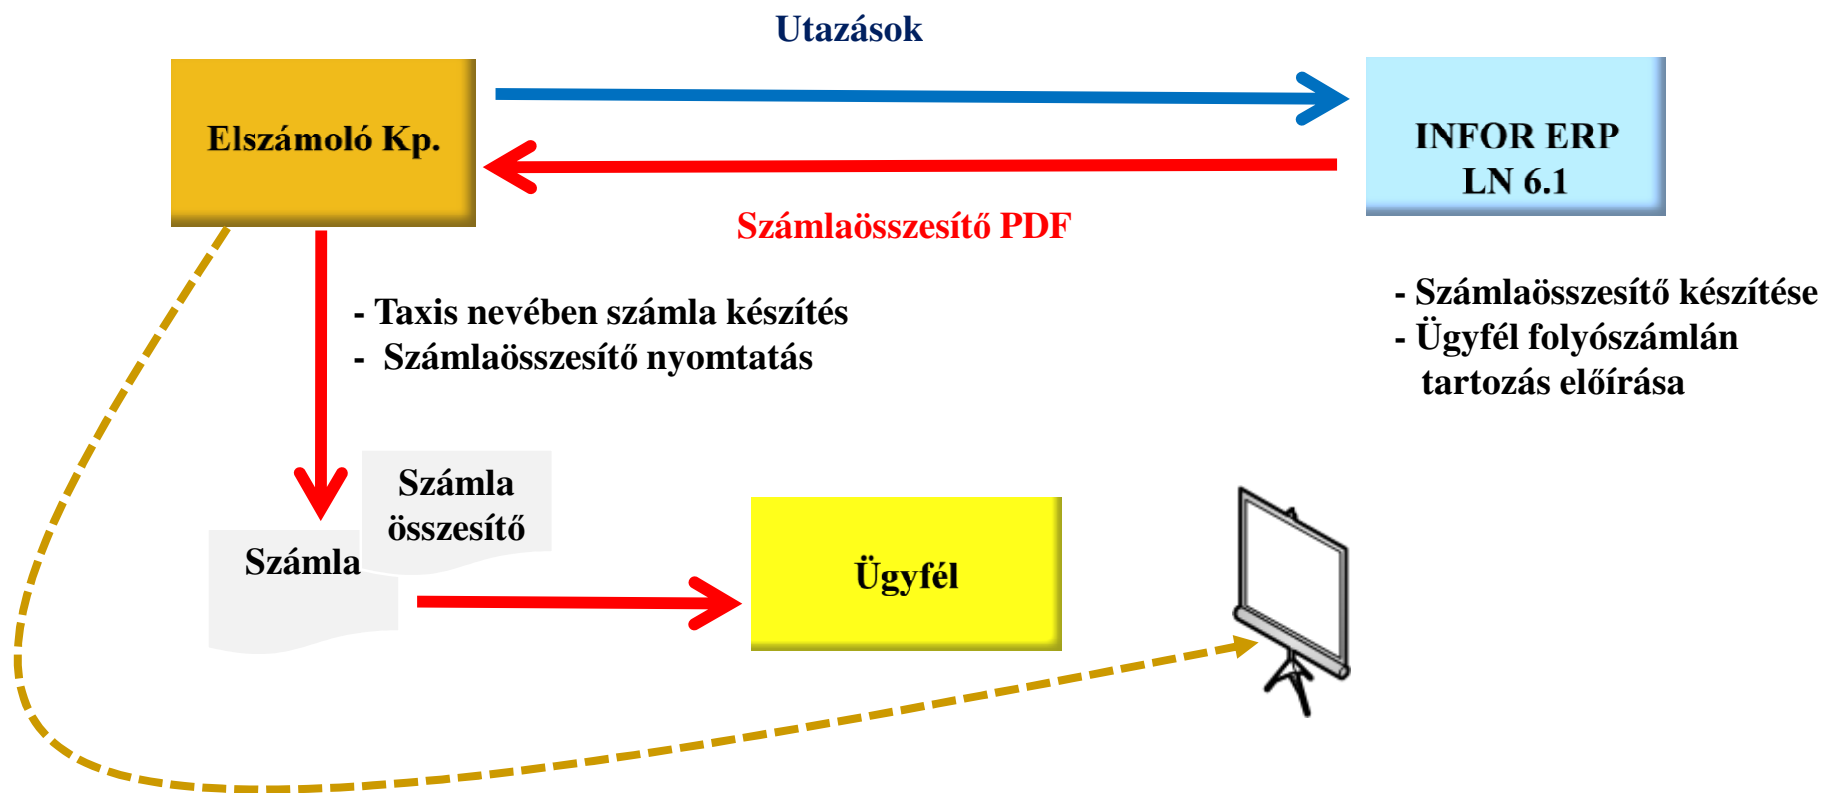 Utazások
Elszámoló Kp.
INFOR ERP
LN 6.1
Számlaösszesítő PDF
- Taxis nevében számla készítés
- Számlaösszesítő nyomtatás
- Számlaösszesítő készítése
- Ügyfél folyószámlán
tartozás előírása
Számla
összesítő
Számla
Ügyfél